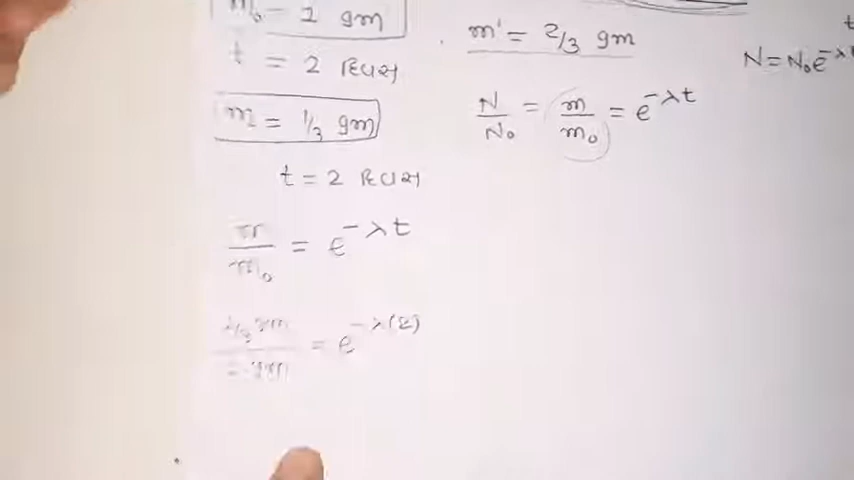 m₀ = 1 gm
t = 2 દિવસ
m = 1/3 gm
t = 2 દિવસ
m/m₀ = e^-λt
= e^-λ(2)
m' = 2/3 gm
N/N₀ = m/m₀ = e^-λt
N = N₀e^-λ